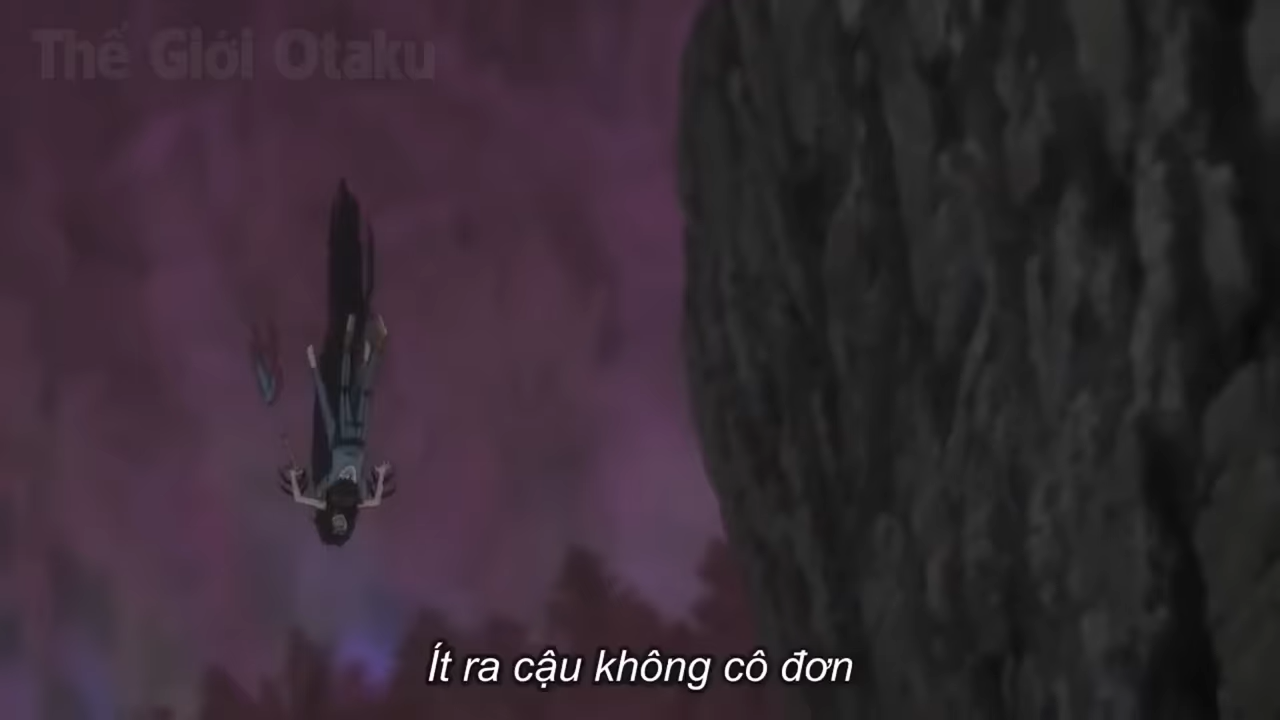 Thế Giới Otaku
Ít ra cậu không cô đơn